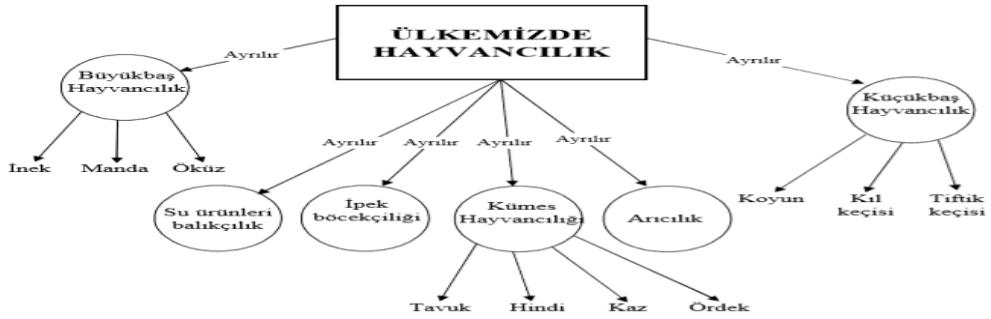 ÜLKEMİZDE
HAYVANCILIK
Ayrılır
Ayrılır
Büyükbaş
Hayvancılık
Küçükbaş
Hayvancılık
Ayrılır
Ayrılır
Ayrılır
Ayrılır
İnek
Manda
Öküz
Koyun
Kıl
keçisi
Tiftik
keçisi
Su ürünleri
balıkçılık
İpek
böcekçiliği
Kümes
Hayvancılığı
Arıcılık
Tavuk
Hindi
Kaz
Ördek